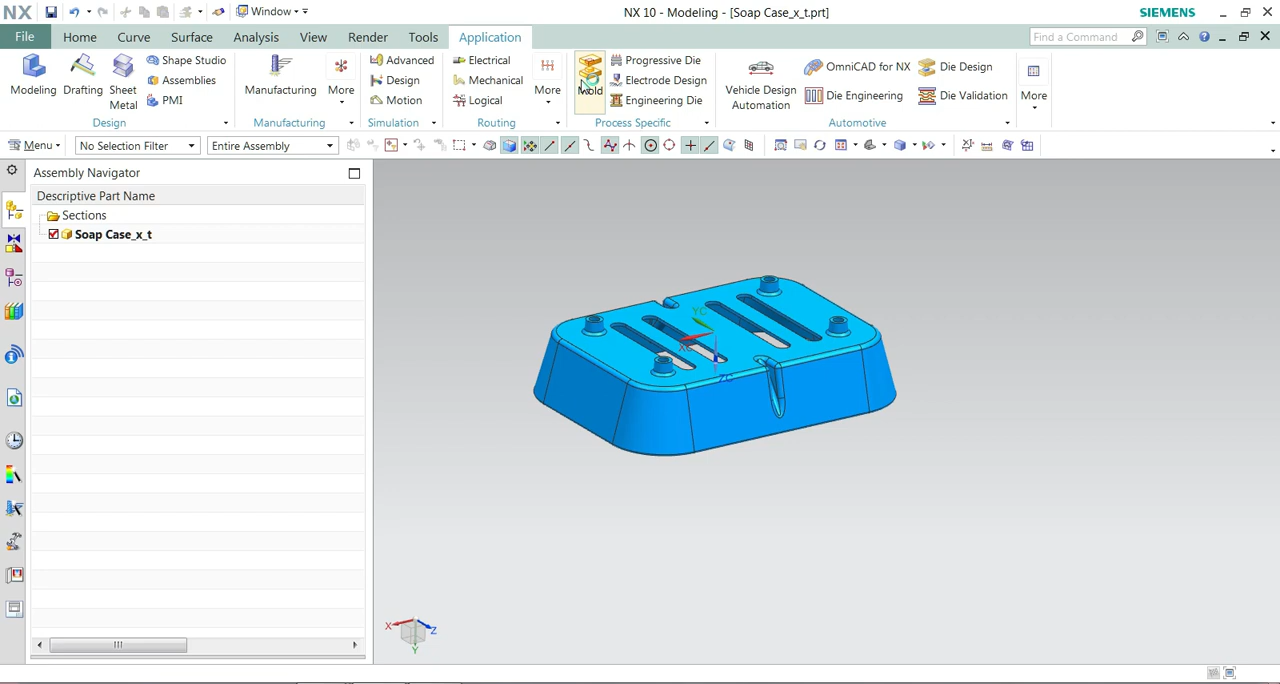 NX Window NX 10 - Modeling - [Soap Case_x_t.prt] SIEMENS
File Home Curve Surface Analysis View Render Tools Application Find a Command
Modeling Drafting Sheet Metal Shape Studio Assemblies PMI
Design
Manufacturing More
Manufacturing
Advanced Design Motion
Simulation
Electrical Mechanical Logical More
Routing
Mold Progressive Die Electrode Design Engineering Die
Process Specific
Vehicle Design Automation OmniCAD for NX Die Engineering Die Design Die Validation
Automotive
More
Menu No Selection Filter Entire Assembly
Assembly Navigator
Descriptive Part Name
Sections
Soap Case_x_t
YC
XC
ZC
X Z
Y